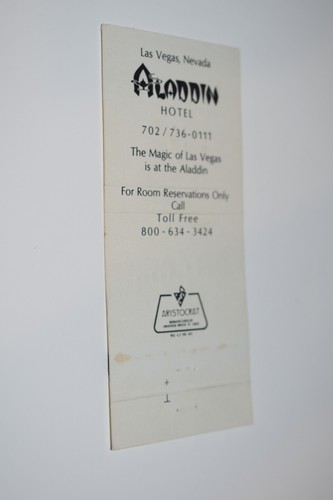 Las Vegas, Nevada
ALADDIN
HOTEL
702 / 736-0111
The Magic of Las Vegas
is at the Aladdin
For Room Reservations Only
Call
Toll Free
800 - 634 - 3424
ARYSTOCRAT